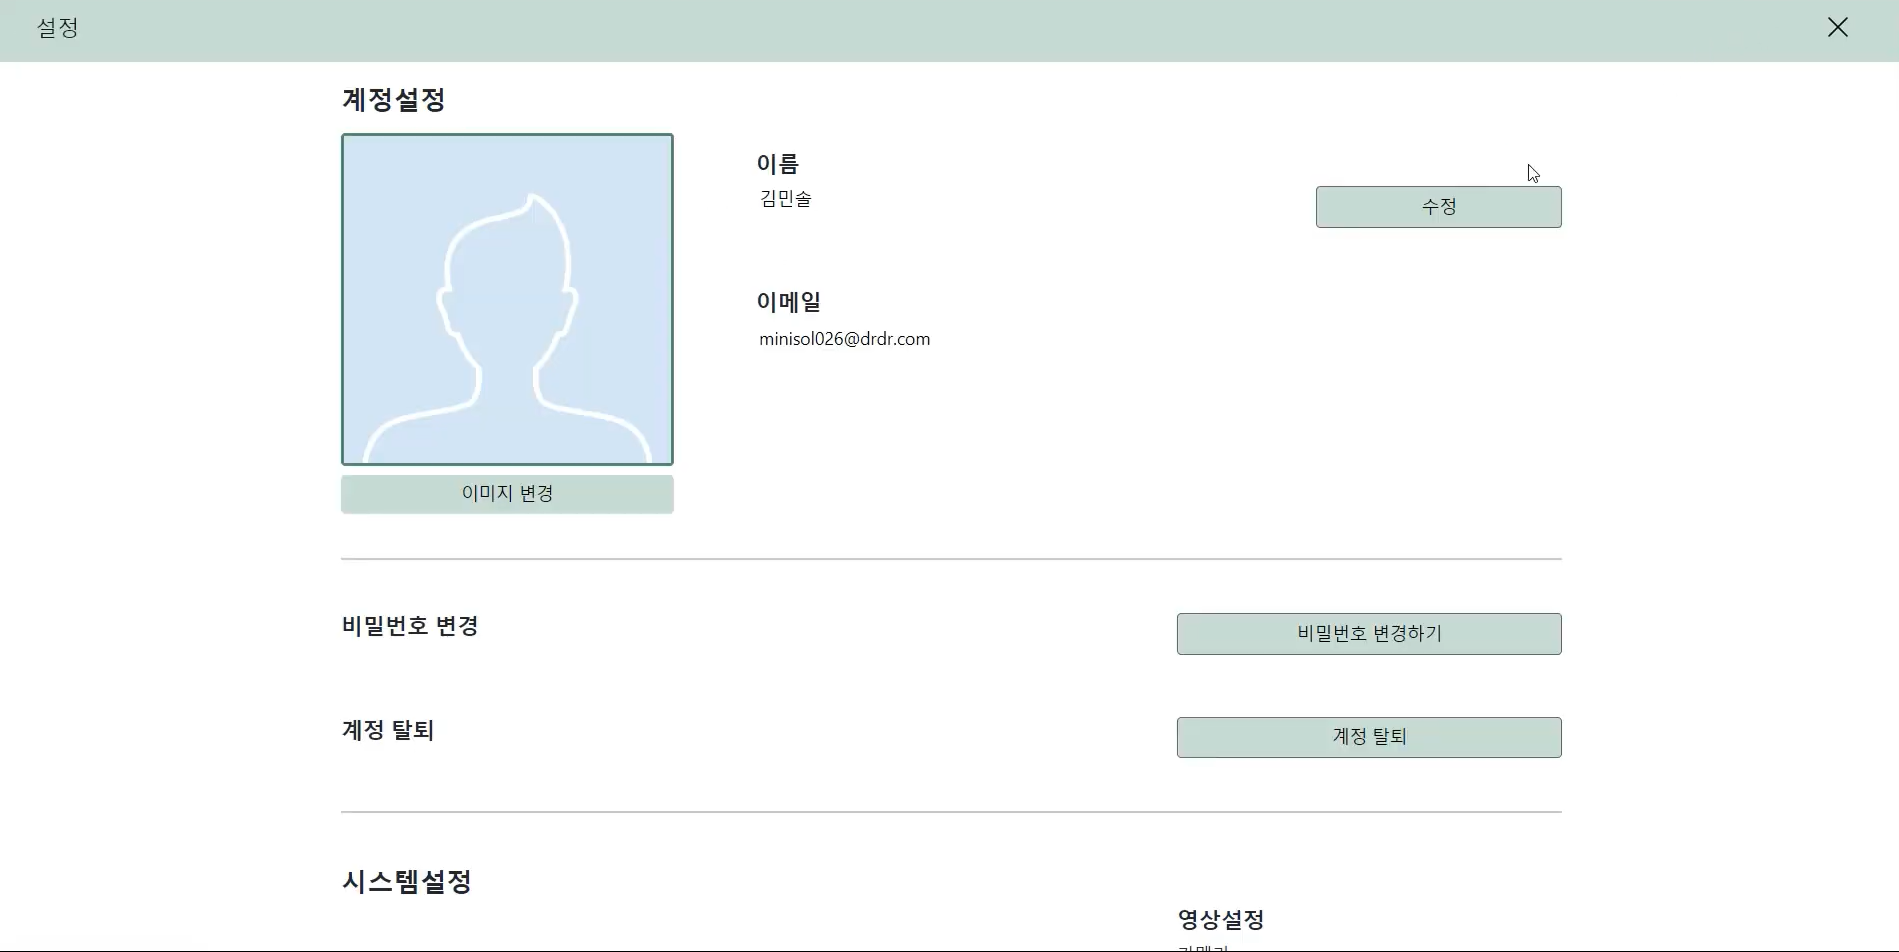 설정
계정설정
이름
김민솔
수정
이메일
minisol026@drdr.com
이미지 변경
비밀번호 변경
비밀번호 변경하기
계정 탈퇴
계정 탈퇴
시스템설정
영상설정